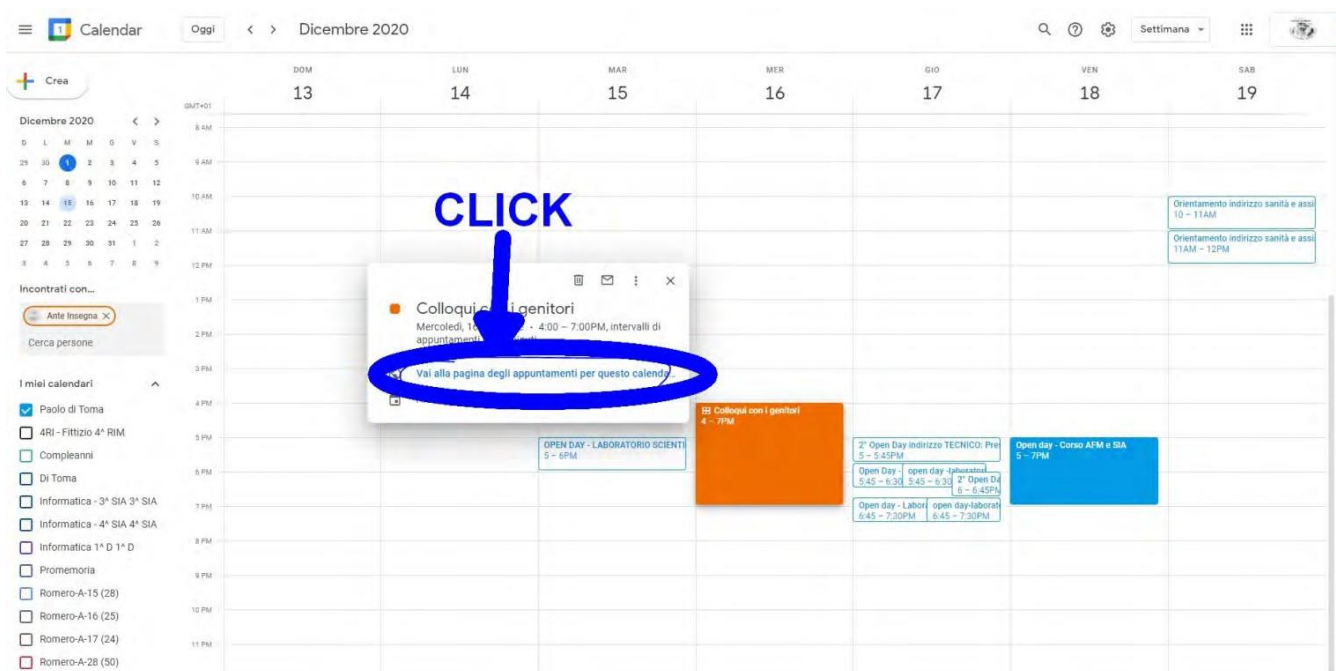 Calendar
Oggi
Dicembre 2020
Settimana
Crea
DOM
LUN
MAR
MER
GIO
VEN
SAB
13
14
15
16
17
18
19
GMT+01
Dicembre 2020
D L M M G V S
29 30 1 2 3 4 5
6 7 8 9 10 11 12
13 14 15 16 17 18 19
20 21 22 23 24 25 26
27 28 29 30 31 1 2
3 4 5 6 7 8 9
Incontrati con...
Ante Insegna
Cerca persone
I miei calendari
Paolo di Toma
4RI - Fittizio 4^ RIM
Compleanni
Di Toma
Informatica - 3^ SIA 3^ SIA
Informatica - 4^ SIA 4^ SIA
Informatica 1^ D 1^ D
Promemoria
Romero-A-15 (28)
Romero-A-16 (25)
Romero-A-17 (24)
Romero-A-28 (50)
8 AM
9 AM
10 AM
11 AM
12 PM
1 PM
2 PM
3 PM
4 PM
5 PM
6 PM
7 PM
8 PM
9 PM
10 PM
11 PM
CLICK
Colloqui con i genitori
Mercoledì, 4:00 – 7:00PM, intervalli di
appuntamenti
Vai alla pagina degli appuntamenti per questo calenda...
OPEN DAY - LABORATORIO SCIENTI
5 – 6PM
Colloqui con i genitori
4 – 7PM
2° Open Day indirizzo TECNICO: Pre
5 – 5:45PM
Open Day -
5:45 – 6:30
open day -laborator
5:45 – 6:30
2° Open Da
6 – 6:45PM
Open day - Labor
6:45 – 7:30PM
open day-laborat
6:45 – 7:30PM
Open day - Corso AFM e SIA
5 – 7PM
Orientamento indirizzo sanità e assi
10 – 11AM
Orientamento indirizzo sanità e assi
11AM – 12PM